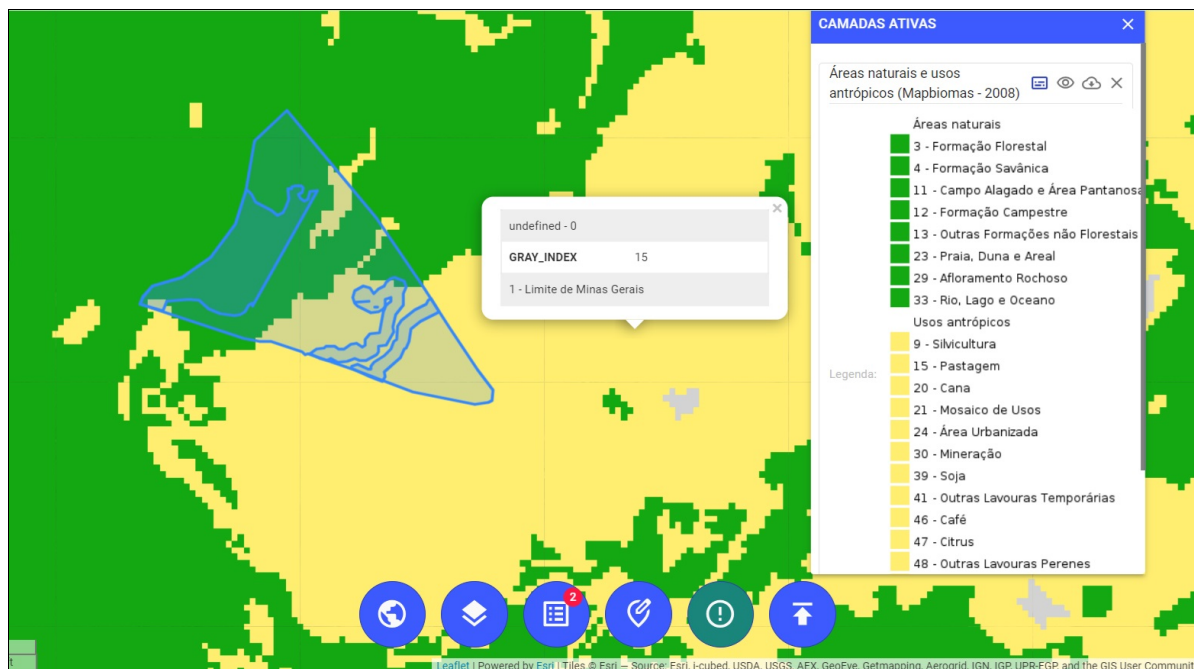 CAMADAS ATIVAS
Áreas naturais e usos
antrópicos (Mapbiomas - 2008)
Áreas naturais
3 - Formação Florestal
4 - Formação Savânica
11 - Campo Alagado e Área Pantanosa
12 - Formação Campestre
13 - Outras Formações não Florestais
23 - Praia, Duna e Areal
29 - Afloramento Rochoso
33 - Rio, Lago e Oceano
Usos antrópicos
9 - Silvicultura
15 - Pastagem
Legenda:
20 - Cana
21 - Mosaico de Usos
24 - Área Urbanizada
30 - Mineração
39 - Soja
41 - Outras Lavouras Temporárias
46 - Café
47 - Citrus
48 - Outras Lavouras Perenes
undefined - 0
GRAY_INDEX 15
1 - Limite de Minas Gerais
2
Leaflet | Powered by Esri | Tiles © Esri — Source: Esri, i-cubed, USDA, USGS, AEX, GeoEye, Getmapping, Aerogrid, IGN, IGP, UPR-EGP, and the GIS User Commun